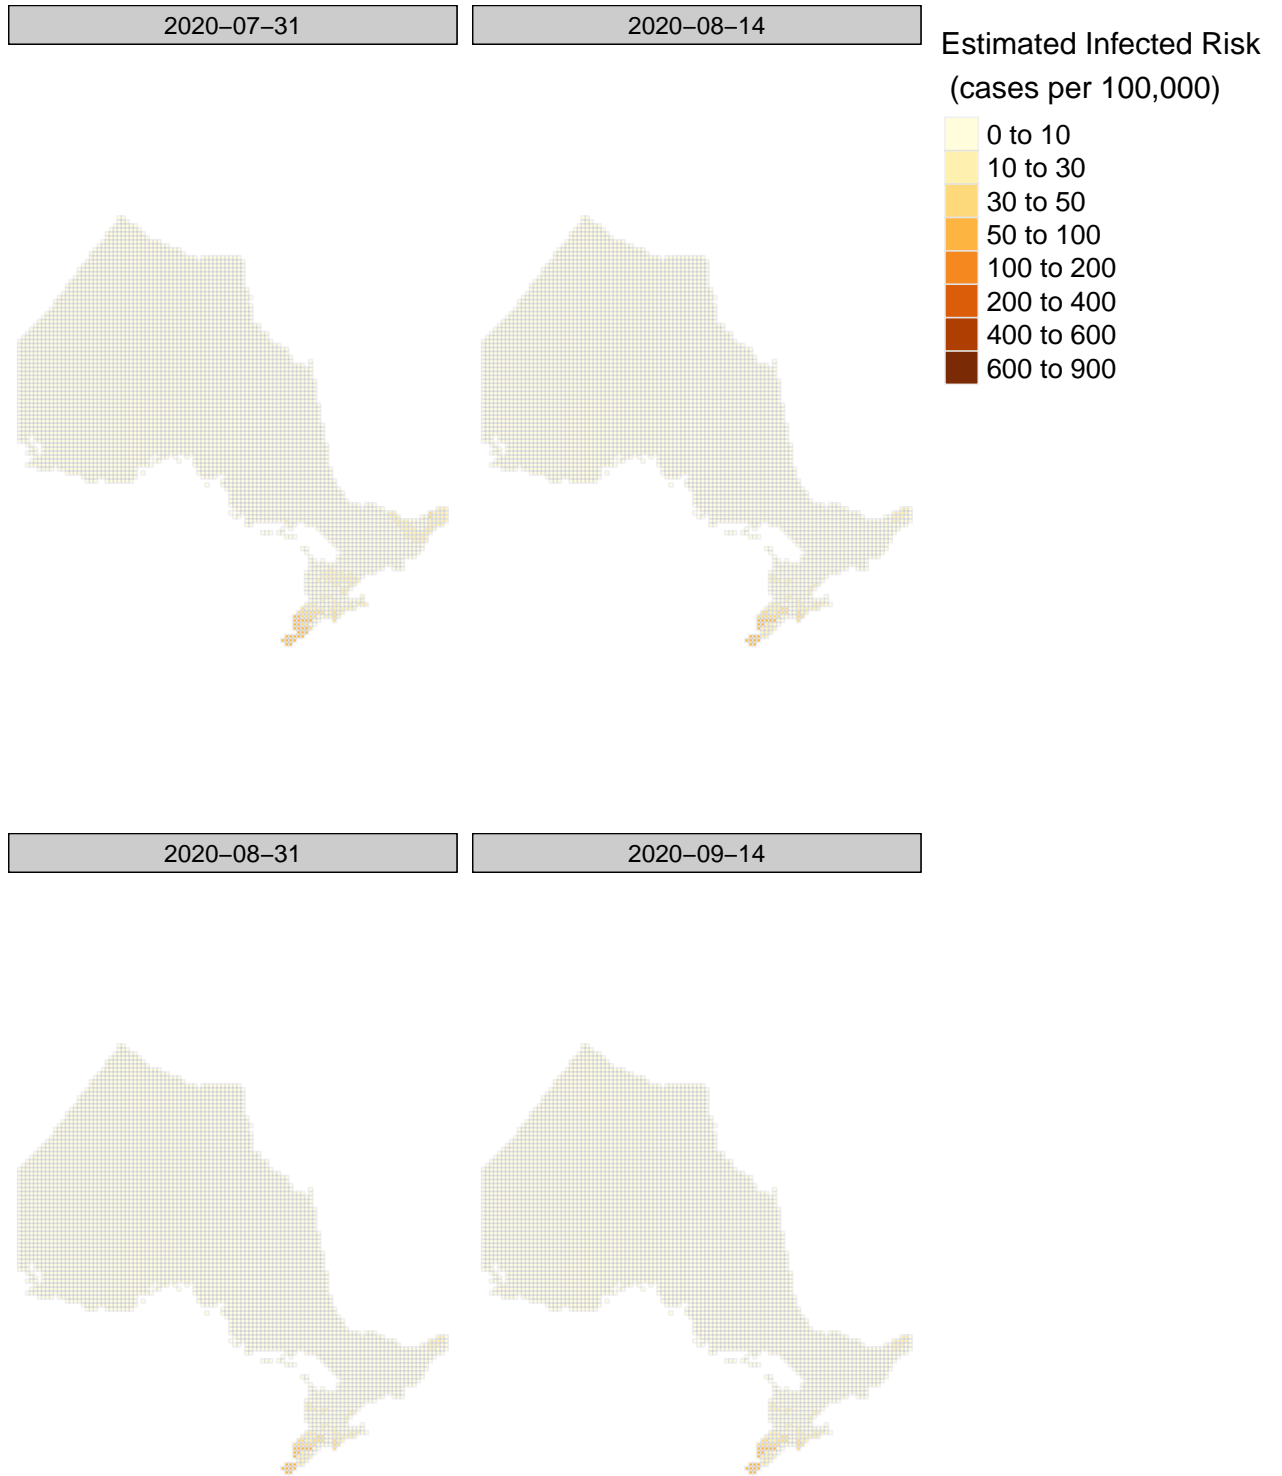 2020−07−31
2020−08−14
Estimated Infected Risk
(cases per 100,000)
0 to 10
10 to 30
30 to 50
50 to 100
100 to 200
200 to 400
400 to 600
600 to 900
2020−08−31
2020−09−14